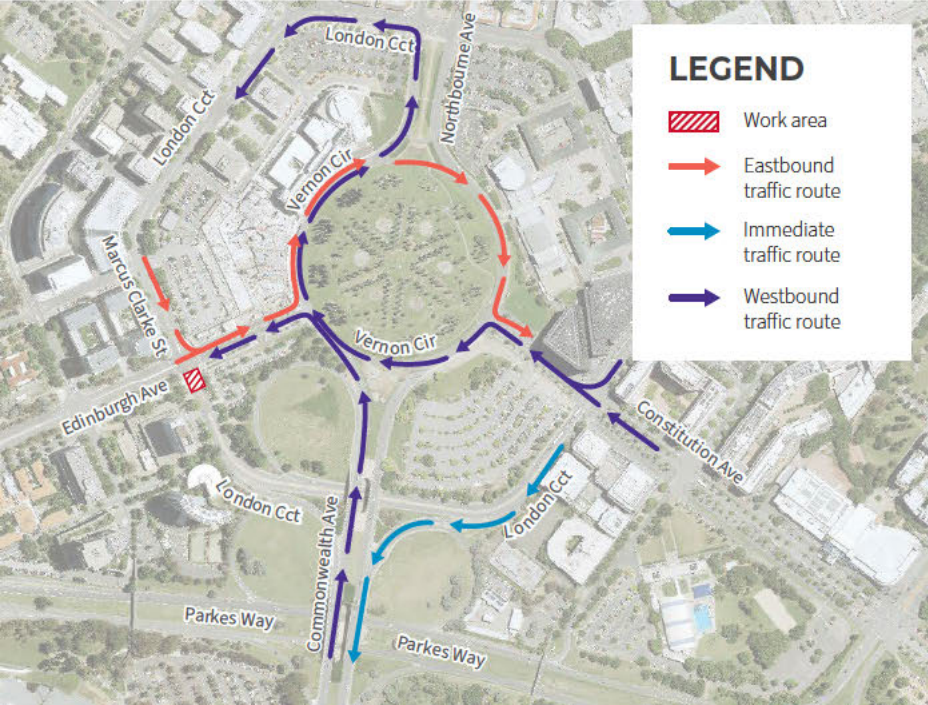 London Cct
Northbourne Ave
London Cct
Vernon Cir
Marcus Clarke St
Vernon Cir
Edinburgh Ave
London Cct
Commonwealth Ave
London Cct
Constitution Ave
Parkes Way
Parkes Way
LEGEND
Work area
Eastbound
traffic route
Immediate
traffic route
Westbound
traffic route